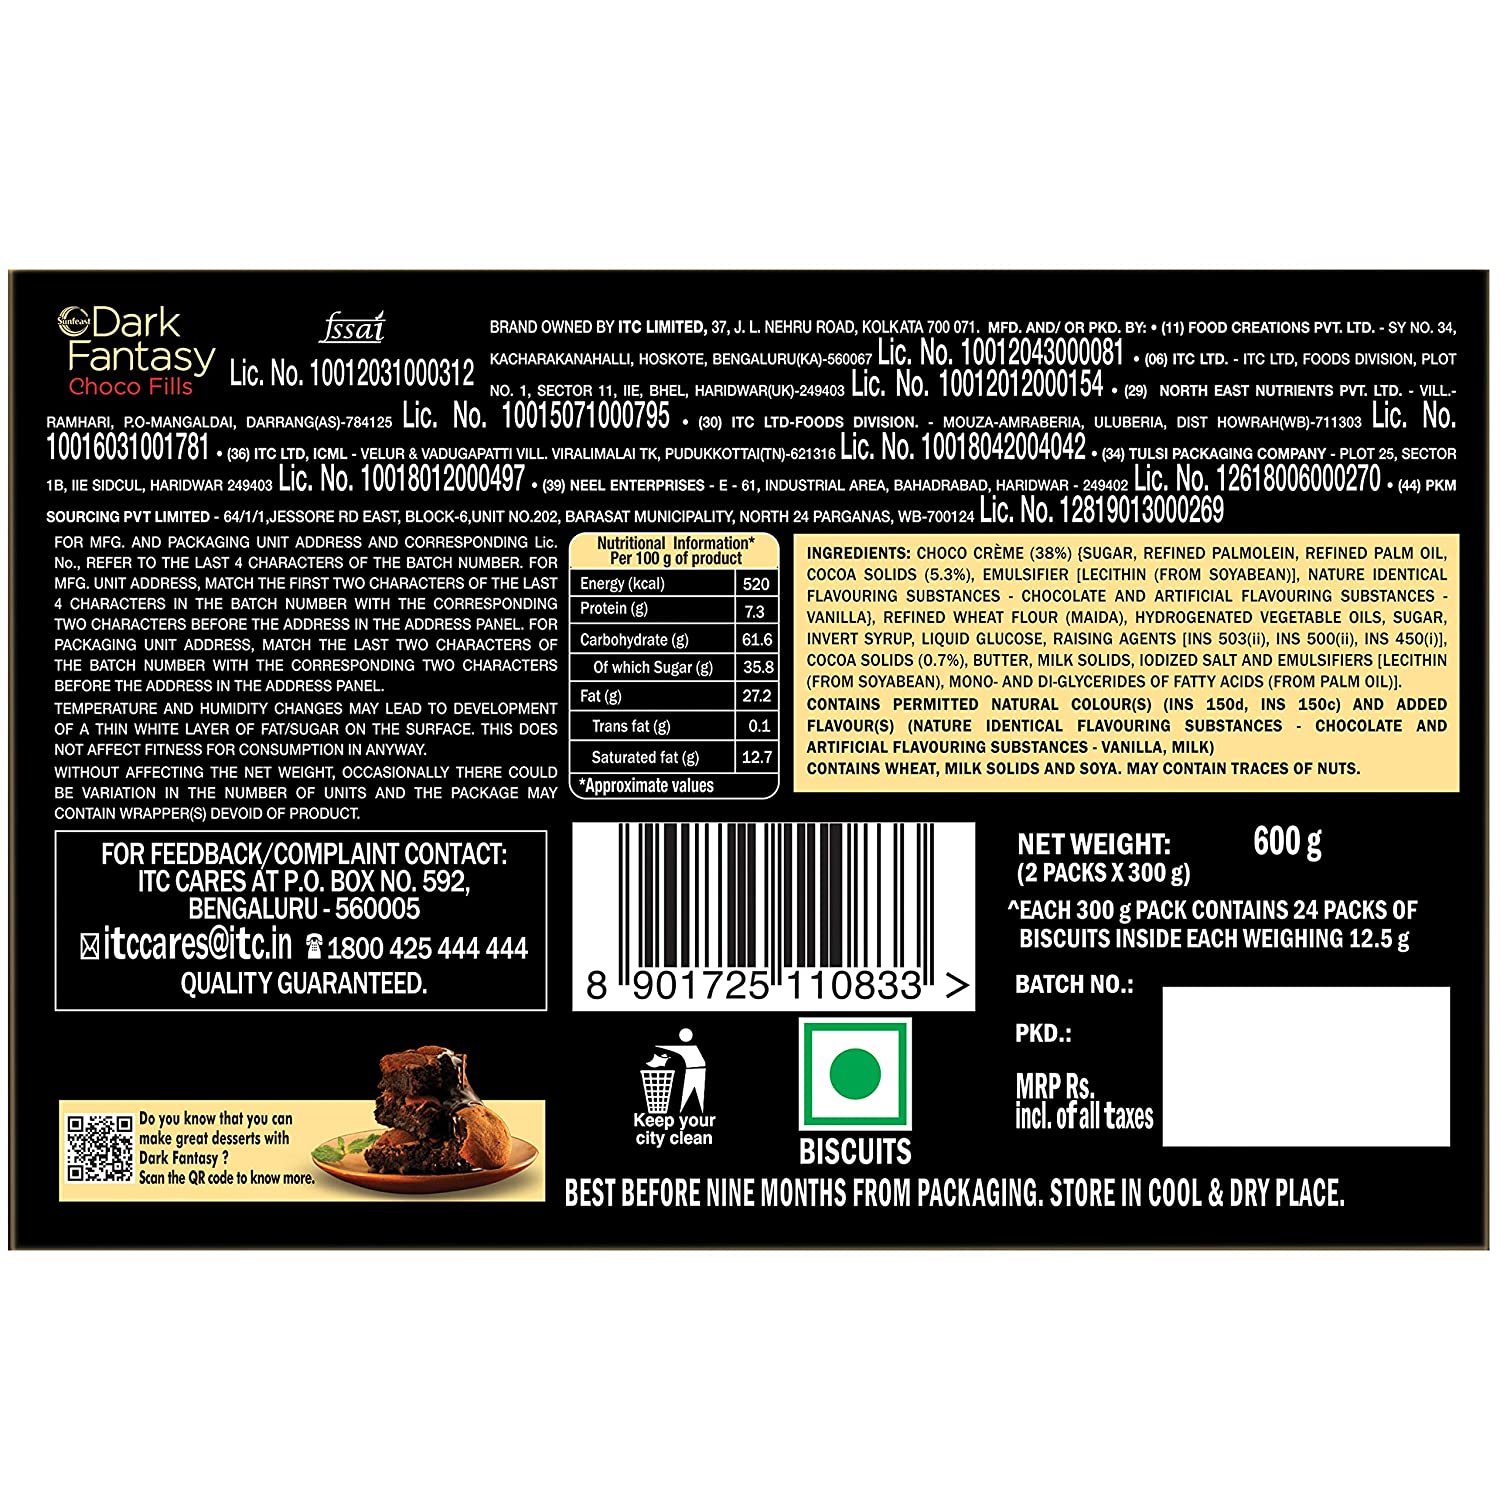 Sunfeast
Dark
Fantasy
Choco Fills
fssai
Lic. No. 10012031000312
BRAND OWNED BY ITC LIMITED, 37, J. L. NEHRU ROAD, KOLKATA 700 071. MFD. AND/ OR PKD. BY: • (11) FOOD CREATIONS PVT. LTD. - SY NO. 34,
KACHARAKANAHALLI, HOSKOTE, BENGALURU(KA)-560067 Lic. No. 10012043000081 • (06) ITC LTD. - ITC LTD, FOODS DIVISION, PLOT
NO. 1, SECTOR 11, IIE, BHEL, HARIDWAR(UK)-249403 Lic. No. 10012012000154 • (29) NORTH EAST NUTRIENTS PVT. LTD. - VILL.-
RAMHARI, P.O-MANGALDAI, DARRANG(AS)-784125 Lic. No. 10015071000795 • (30) ITC LTD-FOODS DIVISION. - MOUZA-AMRABERIA, ULUBERIA, DIST HOWRAH(WB)-711303 Lic. No.
10016031001781 • (36) ITC LTD, ICML - VELUR & VADUGAPATTI VILL. VIRALIMALAI TK, PUDUKKOTTAI(TN)-621316 Lic. No. 10018042004042 • (34) TULSI PACKAGING COMPANY - PLOT 25, SECTOR
1B, IIE SIDCUL, HARIDWAR 249403 Lic. No. 10018012000497 • (39) NEEL ENTERPRISES - E - 61, INDUSTRIAL AREA, BAHADRABAD, HARIDWAR - 249402 Lic. No. 12618006000270 • (44) PKM
SOURCING PVT LIMITED - 64/1/1,JESSORE RD EAST, BLOCK-6,UNIT NO.202, BARASAT MUNICIPALITY, NORTH 24 PARGANAS, WB-700124 Lic. No. 12819013000269
FOR MFG. AND PACKAGING UNIT ADDRESS AND CORRESPONDING Lic.
No., REFER TO THE LAST 4 CHARACTERS OF THE BATCH NUMBER. FOR
MFG. UNIT ADDRESS, MATCH THE FIRST TWO CHARACTERS OF THE LAST
4 CHARACTERS IN THE BATCH NUMBER WITH THE CORRESPONDING
TWO CHARACTERS BEFORE THE ADDRESS IN THE ADDRESS PANEL. FOR
PACKAGING UNIT ADDRESS, MATCH THE LAST TWO CHARACTERS OF
THE BATCH NUMBER WITH THE CORRESPONDING TWO CHARACTERS
BEFORE THE ADDRESS IN THE ADDRESS PANEL.
TEMPERATURE AND HUMIDITY CHANGES MAY LEAD TO DEVELOPMENT
OF A THIN WHITE LAYER OF FAT/SUGAR ON THE SURFACE. THIS DOES
NOT AFFECT FITNESS FOR CONSUMPTION IN ANYWAY.
WITHOUT AFFECTING THE NET WEIGHT, OCCASIONALLY THERE COULD
BE VARIATION IN THE NUMBER OF UNITS AND THE PACKAGE MAY
CONTAIN WRAPPER(S) DEVOID OF PRODUCT.
Nutritional Information*
Per 100 g of product
Energy (kcal) 520
Protein (g) 7.3
Carbohydrate (g) 61.6
Of which Sugar (g) 35.8
Fat (g) 27.2
Trans fat (g) 0.1
Saturated fat (g) 12.7
*Approximate values
INGREDIENTS: CHOCO CRÈME (38%) {SUGAR, REFINED PALMOLEIN, REFINED PALM OIL,
COCOA SOLIDS (5.3%), EMULSIFIER [LECITHIN (FROM SOYABEAN)], NATURE IDENTICAL
FLAVOURING SUBSTANCES - CHOCOLATE AND ARTIFICIAL FLAVOURING SUBSTANCES -
VANILLA}, REFINED WHEAT FLOUR (MAIDA), HYDROGENATED VEGETABLE OILS, SUGAR,
INVERT SYRUP, LIQUID GLUCOSE, RAISING AGENTS [INS 503(ii), INS 500(ii), INS 450(i)],
COCOA SOLIDS (0.7%), BUTTER, MILK SOLIDS, IODIZED SALT AND EMULSIFIERS [LECITHIN
(FROM SOYABEAN), MONO- AND DI-GLYCERIDES OF FATTY ACIDS (FROM PALM OIL)].
CONTAINS PERMITTED NATURAL COLOUR(S) (INS 150d, INS 150c) AND ADDED
FLAVOUR(S) (NATURE IDENTICAL FLAVOURING SUBSTANCES - CHOCOLATE AND
ARTIFICIAL FLAVOURING SUBSTANCES - VANILLA, MILK)
CONTAINS WHEAT, MILK SOLIDS AND SOYA. MAY CONTAIN TRACES OF NUTS.
FOR FEEDBACK/COMPLAINT CONTACT:
ITC CARES AT P.O. BOX NO. 592,
BENGALURU - 560005
itccares@itc.in 1800 425 444 444
QUALITY GUARANTEED.
8 901725 110833 >
NET WEIGHT: 600 g
(2 PACKS X 300 g)
^EACH 300 g PACK CONTAINS 24 PACKS OF
BISCUITS INSIDE EACH WEIGHING 12.5 g
BATCH NO.:
PKD.:
MRP Rs.
incl. of all taxes
Do you know that you can
make great desserts with
Dark Fantasy ?
Scan the QR code to know more.
Keep your
city clean
BISCUITS
BEST BEFORE NINE MONTHS FROM PACKAGING. STORE IN COOL & DRY PLACE.